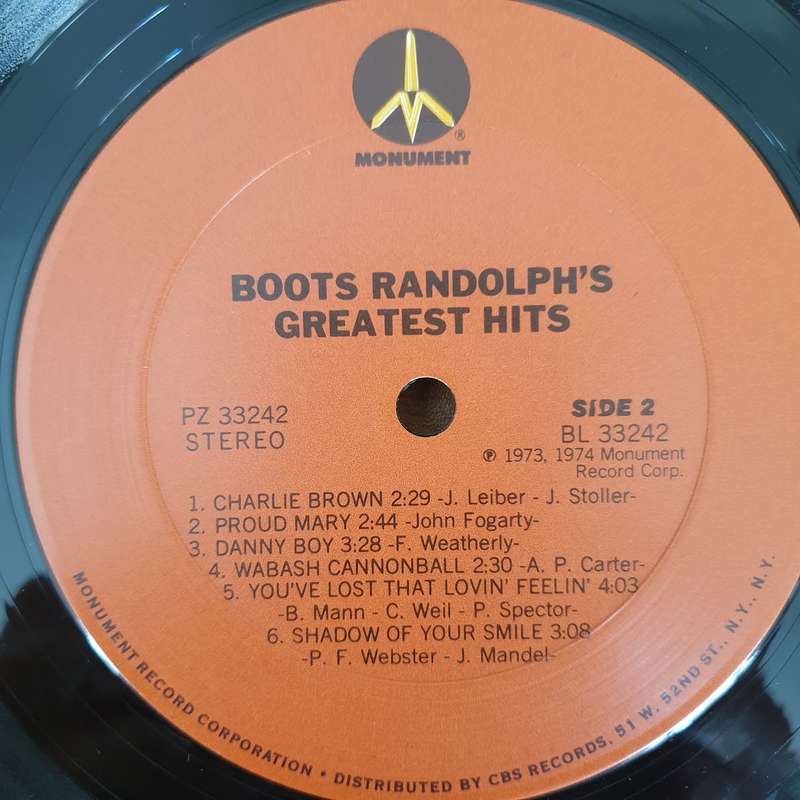 ®
MONUMENT
BOOTS RANDOLPH'S
GREATEST HITS
PZ 33242
STEREO
SIDE 2
BL 33242
℗ 1973, 1974 Monument
Record Corp.
1. CHARLIE BROWN 2:29 -J. Leiber - J. Stoller-
2. PROUD MARY 2:44 -John Fogarty-
3. DANNY BOY 3:28 -F. Weatherly-
4. WABASH CANNONBALL 2:30 -A. P. Carter-
5. YOU'VE LOST THAT LOVIN' FEELIN' 4:03
-B. Mann - C. Weil - P. Spector-
6. SHADOW OF YOUR SMILE 3:08
-P. F. Webster - J. Mandel-
MONUMENT RECORD CORPORATION • DISTRIBUTED BY CBS RECORDS, 51 W. 52ND ST., N.Y., N.Y.